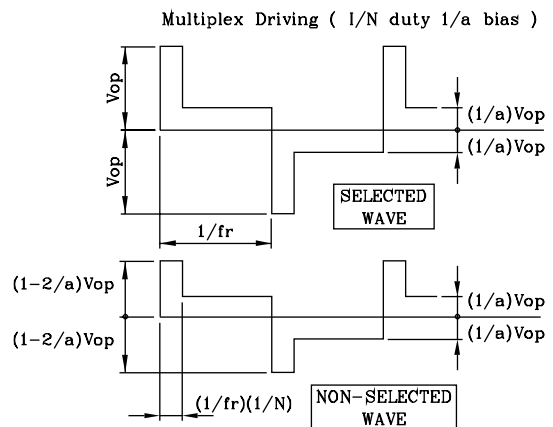 Multiplex Driving ( I/N duty 1/a bias )
Vop
Vop
(1/a)Vop
(1/a)Vop
SELECTED
WAVE
1/fr
(1-2/a)Vop
(1-2/a)Vop
(1/a)Vop
(1/a)Vop
(1/fr)(1/N)
NON-SELECTED
WAVE